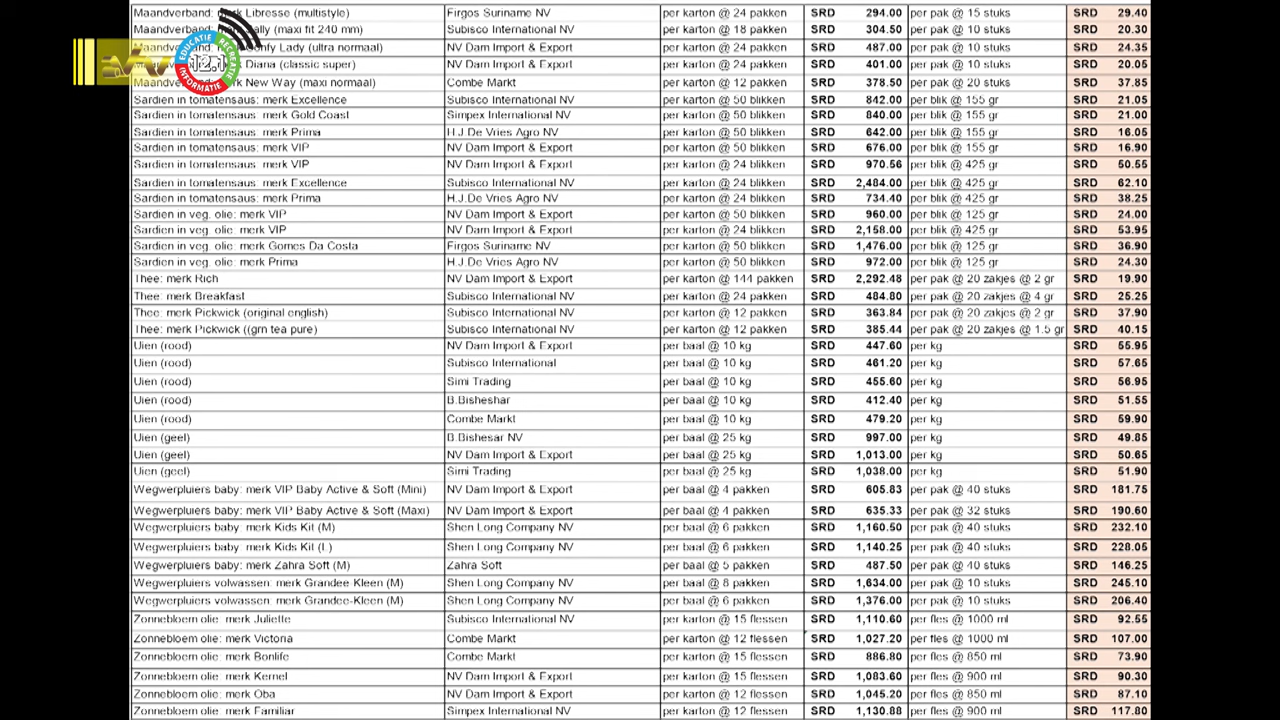 Maandverband: merk Libresse (multistyle) Firgos Suriname NV per karton @ 24 pakken SRD 294.00 per pak @ 15 stuks SRD 29.40
Maandverband: ally (maxi fit 240 mm) Subisco International NV per karton @ 18 pakken SRD 304.50 per pak @ 10 stuks SRD 20.30
Maandverband: Confy Lady (ultra normaal) NV Dam Import & Export per karton @ 24 pakken SRD 487.00 per pak @ 10 stuks SRD 24.35
Diana (classic super) NV Dam Import & Export per karton @ 24 pakken SRD 401.00 per pak @ 10 stuks SRD 20.05
Maandverband: merk New Way (maxi normaal) Combe Markt per karton @ 12 pakken SRD 378.50 per pak @ 20 stuks SRD 37.85
EDUCATIE RECREATIE INFORMATIE 12.1
Sardien in tomatensaus: merk Excellence Subisco International NV per karton @ 50 blikken SRD 842.00 per blik @ 155 gr SRD 21.05
Sardien in tomatensaus: merk Gold Coast Simpex International NV per karton @ 50 blikken SRD 840.00 per blik @ 155 gr SRD 21.00
Sardien in tomatensaus: merk Prima H.J.De Vries Agro NV per karton @ 50 blikken SRD 642.00 per blik @ 155 gr SRD 16.05
Sardien in tomatensaus: merk VIP NV Dam Import & Export per karton @ 50 blikken SRD 676.00 per blik @ 155 gr SRD 16.90
Sardien in tomatensaus: merk VIP NV Dam Import & Export per karton @ 24 blikken SRD 970.56 per blik @ 425 gr SRD 50.55
Sardien in tomatensaus: merk Excellence Subisco International NV per karton @ 24 blikken SRD 2,484.00 per blik @ 425 gr SRD 62.10
Sardien in tomatensaus: merk Prima H.J.De Vries Agro NV per karton @ 24 blikken SRD 734.40 per blik @ 425 gr SRD 38.25
Sardien in veg. olie: merk VIP NV Dam Import & Export per karton @ 50 blikken SRD 960.00 per blik @ 125 gr SRD 24.00
Sardien in veg. olie: merk VIP NV Dam Import & Export per karton @ 24 blikken SRD 2,158.00 per blik @ 425 gr SRD 53.95
Sardien in veg. olie: merk Gomes Da Costa Firgos Suriname NV per karton @ 50 blikken SRD 1,476.00 per blik @ 125 gr SRD 36.90
Sardien in veg. olie: merk Prima H.J.De Vries Agro NV per karton @ 50 blikken SRD 972.00 per blik @ 125 gr SRD 24.30
Thee: merk Rich NV Dam Import & Export per karton @ 144 pakken SRD 2,292.48 per pak @ 20 zakjes @ 2 gr SRD 19.90
Thee: merk Breakfast Subisco International NV per karton @ 24 pakken SRD 484.80 per pak @ 20 zakjes @ 4 gr SRD 25.25
Thee: merk Pickwick (original english) Subisco International NV per karton @ 12 pakken SRD 363.84 per pak @ 20 zakjes @ 2 gr SRD 37.90
Thee: merk Pickwick ((grn tea pure) Subisco International NV per karton @ 12 pakken SRD 385.44 per pak @ 20 zakjes @ 1.5 gr SRD 40.15
Uien (rood) NV Dam Import & Export per baal @ 10 kg SRD 447.60 per kg SRD 55.95
Uien (rood) Subisco International per baal @ 10 kg SRD 461.20 per kg SRD 57.65
Uien (rood) Simi Trading per baal @ 10 kg SRD 455.60 per kg SRD 56.95
Uien (rood) B.Bisheshar per baal @ 10 kg SRD 412.40 per kg SRD 51.55
Uien (rood) Combe Markt per baal @ 10 kg SRD 479.20 per kg SRD 59.90
Uien (geel) B.Bishesar NV per baal @ 25 kg SRD 997.00 per kg SRD 49.85
Uien (geel) NV Dam Import & Export per baal @ 25 kg SRD 1,013.00 per kg SRD 50.65
Uien (geel) Simi Trading per baal @ 25 kg SRD 1,038.00 per kg SRD 51.90
Wegwerpluiers baby: merk VIP Baby Active & Soft (Mini) NV Dam Import & Export per baal @ 4 pakken SRD 605.83 per pak @ 40 stuks SRD 181.75
Wegwerpluiers baby: merk VIP Baby Active & Soft (Maxi) NV Dam Import & Export per baal @ 4 pakken SRD 635.33 per pak @ 32 stuks SRD 190.60
Wegwerpluiers baby: merk Kids Kit (M) Shen Long Company NV per baal @ 6 pakken SRD 1,160.50 per pak @ 40 stuks SRD 232.10
Wegwerpluiers baby: merk Kids Kit (L) Shen Long Company NV per baal @ 6 pakken SRD 1,140.25 per pak @ 40 stuks SRD 228.05
Wegwerpluiers baby: merk Zahra Soft (M) Zahra Soft per baal @ 5 pakken SRD 487.50 per pak @ 40 stuks SRD 146.25
Wegwerpluiers volwassen: merk Grandee Kleen (M) Shen Long Company NV per baal @ 8 pakken SRD 1,634.00 per pak @ 10 stuks SRD 245.10
Wegwerpluiers volwassen: merk Grandee-Kleen (M) Shen Long Company NV per baal @ 6 pakken SRD 1,376.00 per pak @ 10 stuks SRD 206.40
Zonnebloem olie: merk Juliette Subisco International NV per karton @ 15 flessen SRD 1,110.60 per fles @ 1000 ml SRD 92.55
Zonnebloem olie: merk Victoria Combe Markt per karton @ 12 flessen SRD 1,027.20 per fles @ 1000 ml SRD 107.00
Zonnebloem olie: merk Bonlife Combe Markt per karton @ 15 flessen SRD 886.80 per fles @ 850 ml SRD 73.90
Zonnebloem olie: merk Kernel NV Dam Import & Export per karton @ 15 flessen SRD 1,083.60 per fles @ 900 ml SRD 90.30
Zonnebloem olie: merk Oba NV Dam Import & Export per karton @ 12 flessen SRD 1,045.20 per fles @ 850 ml SRD 87.10
Zonnebloem olie: merk Familiar Simpex International NV per karton @ 12 flessen SRD 1,130.88 per fles @ 900 ml SRD 117.80